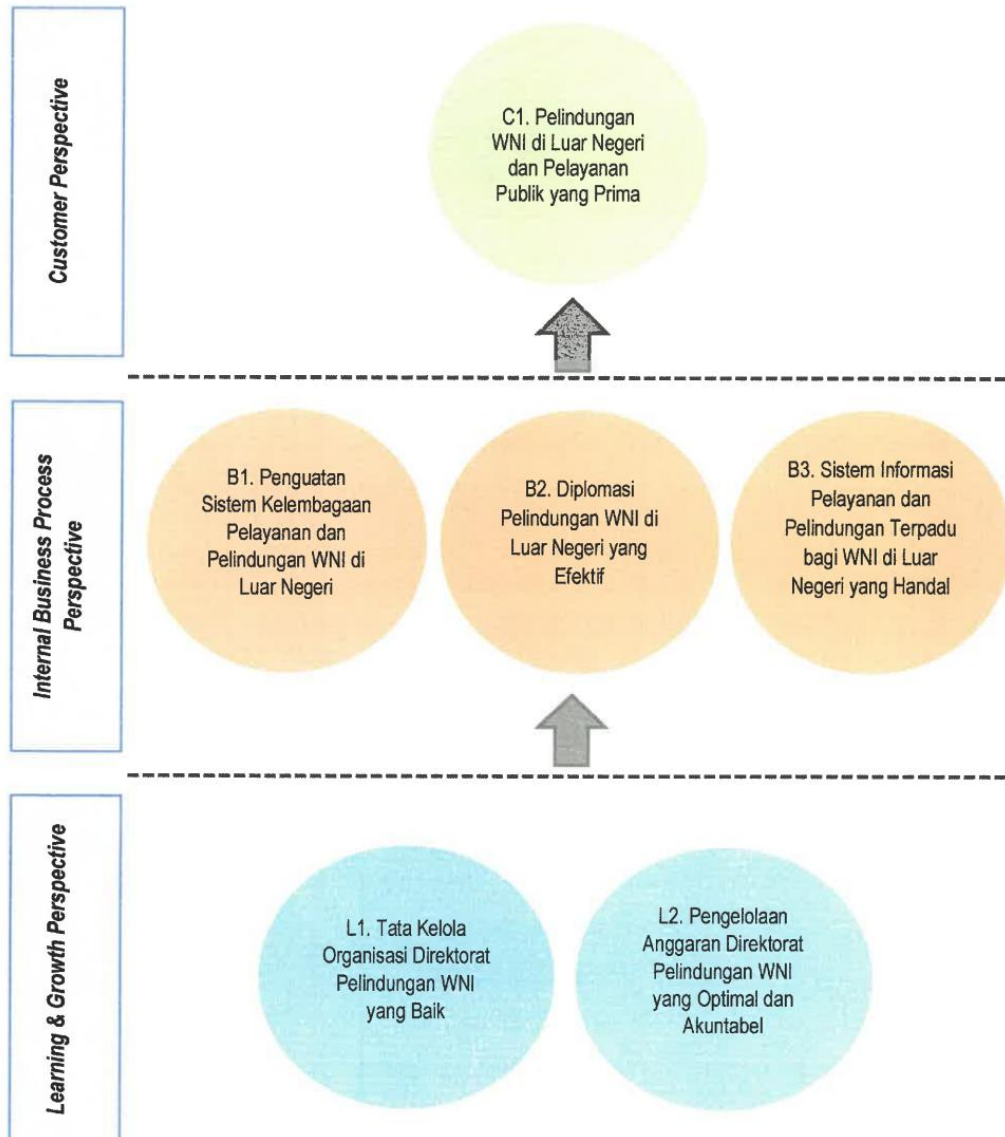 Customer Perspective
C1. Pelindungan
WNI di Luar Negeri
dan Pelayanan
Publik yang Prima
Internal Business Process
Perspective
B1. Penguatan
Sistem Kelembagaan
Pelayanan dan
Pelindungan WNI di
Luar Negeri
B2. Diplomasi
Pelindungan WNI di
Luar Negeri yang
Efektif
B3. Sistem Informasi
Pelayanan dan
Pelindungan Terpadu
bagi WNI di Luar
Negeri yang Handal
Learning & Growth Perspective
L1. Tata Kelola
Organisasi Direktorat
Pelindungan WNI
yang Baik
L2. Pengelolaan
Anggaran Direktorat
Pelindungan WNI
yang Optimal dan
Akuntabel